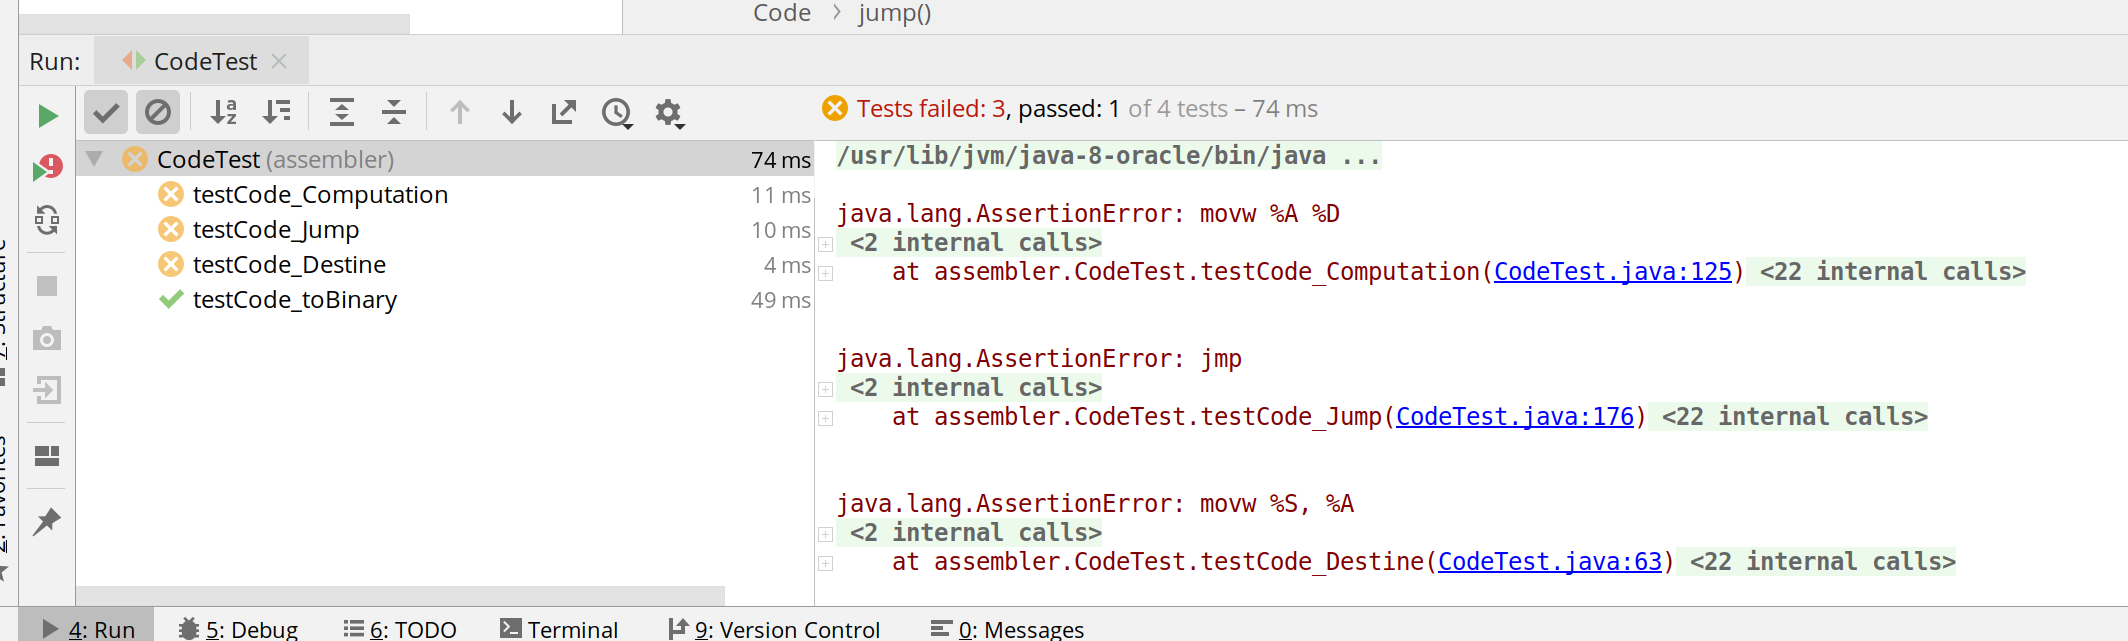 Code > jump()
Run: CodeTest
Tests failed: 3, passed: 1 of 4 tests – 74 ms
CodeTest (assembler) 74 ms
testCode_Computation 11 ms
testCode_Jump 10 ms
testCode_Destine 4 ms
testCode_toBinary 49 ms
/usr/lib/jvm/java-8-oracle/bin/java ...
java.lang.AssertionError: movw %A %D
<2 internal calls>
at assembler.CodeTest.testCode_Computation(CodeTest.java:125) <22 internal calls>
java.lang.AssertionError: jmp
<2 internal calls>
at assembler.CodeTest.testCode_Jump(CodeTest.java:176) <22 internal calls>
java.lang.AssertionError: movw %S, %A
<2 internal calls>
at assembler.CodeTest.testCode_Destine(CodeTest.java:63) <22 internal calls>
4: Run 5: Debug 6: TODO Terminal 9: Version Control 0: Messages